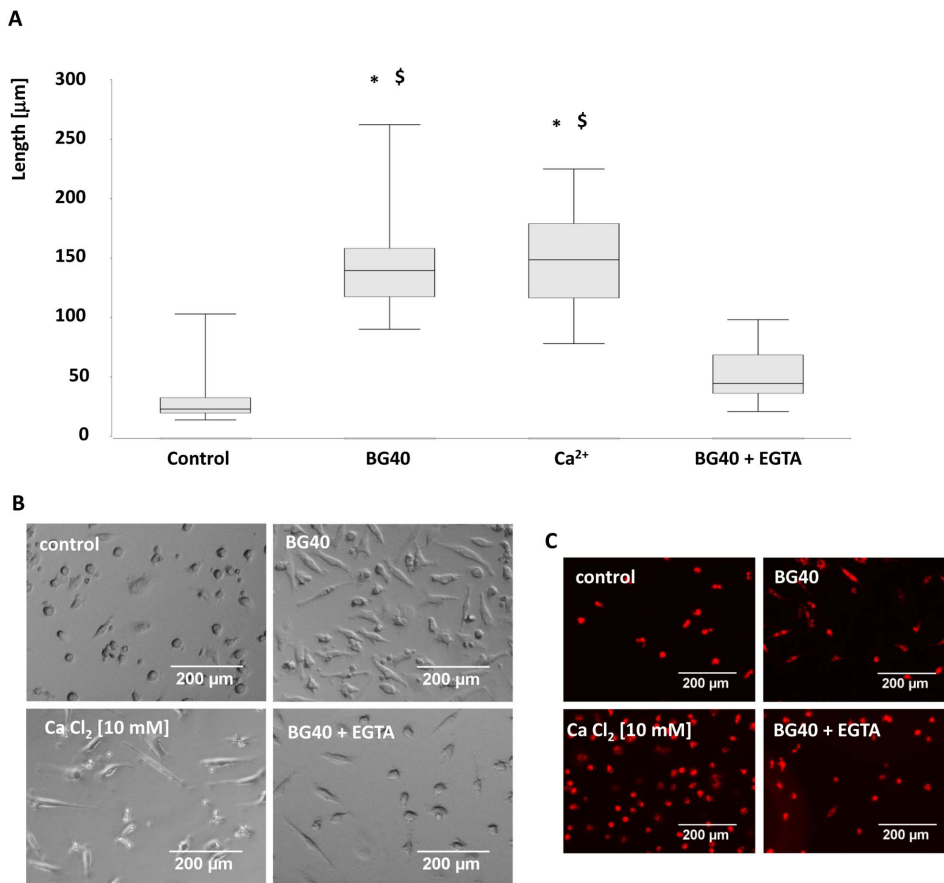 A
Length [µm]
300
250
200
150
100
50
0
* $
* $
Control
BG40
Ca²⁺
BG40 + EGTA
B
control
200 µm
BG40
200 µm
Ca Cl₂ [10 mM]
200 µm
BG40 + EGTA
200 µm
C
control
200 µm
BG40
200 µm
Ca Cl₂ [10 mM]
200 µm
BG40 + EGTA
200 µm